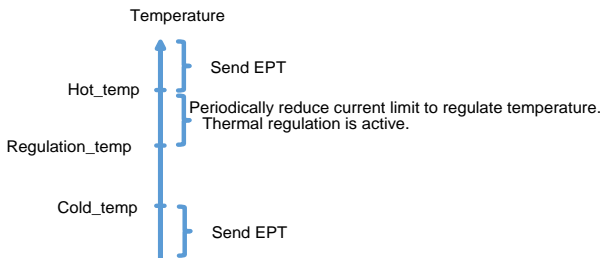 Temperature
Send EPT
Hot_temp
Periodically reduce current limit to regulate temperature.
Thermal regulation is active.
Regulation_temp
Cold_temp
Send EPT